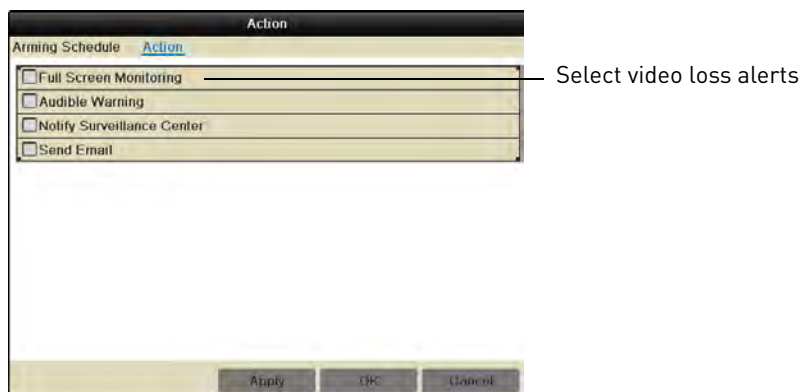 Action
Arming Schedule Action
Full Screen Monitoring
Select video loss alerts
Audible Warning
Notify Surveillance Center
Send Email
Apply OK Cancel